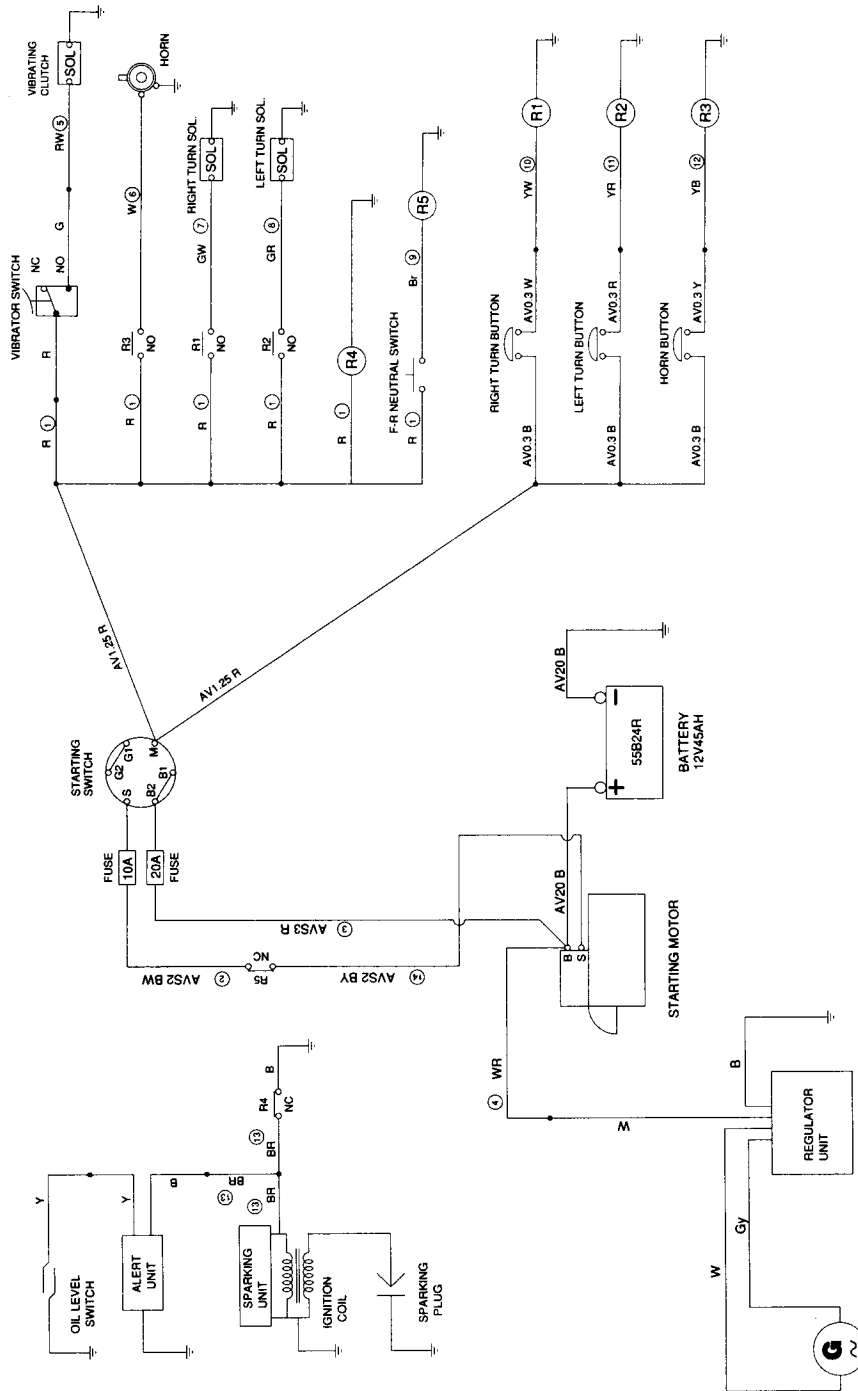 VIBRATING
CLUTCH
SOL
RW 5
G
VIBRATOR SWITCH
NC
NO
R
R 1
HORN
W 6
R3
NO
R 1
RIGHT TURN SOL.
SOL
GW 7
R1
NO
R 1
LEFT TURN SOL.
SOL
GR 8
R2
NO
R 1
R4
R 1
R5
Br 9
F-R NEUTRAL SWITCH
R 1
R1
YW 10
AV0.3 W
RIGHT TURN BUTTON
AV0.3 B
R2
YR 11
AV0.3 R
LEFT TURN BUTTON
AV0.3 B
R3
YB 12
AV0.3 Y
HORN BUTTON
AV0.3 B
AV1.25 R
AV1.25 R
STARTING
SWITCH
G2
G1
S
M
B2
B1
FUSE
10A
20A
FUSE
AVS3 R 3
AVS2 BW 2
R5
NC
AVS2 BY 14
AV20 B
55B24R
BATTERY
12V45AH
AV20 B
B
S
STARTING MOTOR
4 WR
W
B
REGULATOR
UNIT
Gy
W
G
~
Y
Y
OIL LEVEL
SWITCH
ALERT
UNIT
B
BR
13
BR
13
BR
R4
NC
B
SPARKING
UNIT
IGNITION
COIL
SPARKING
PLUG